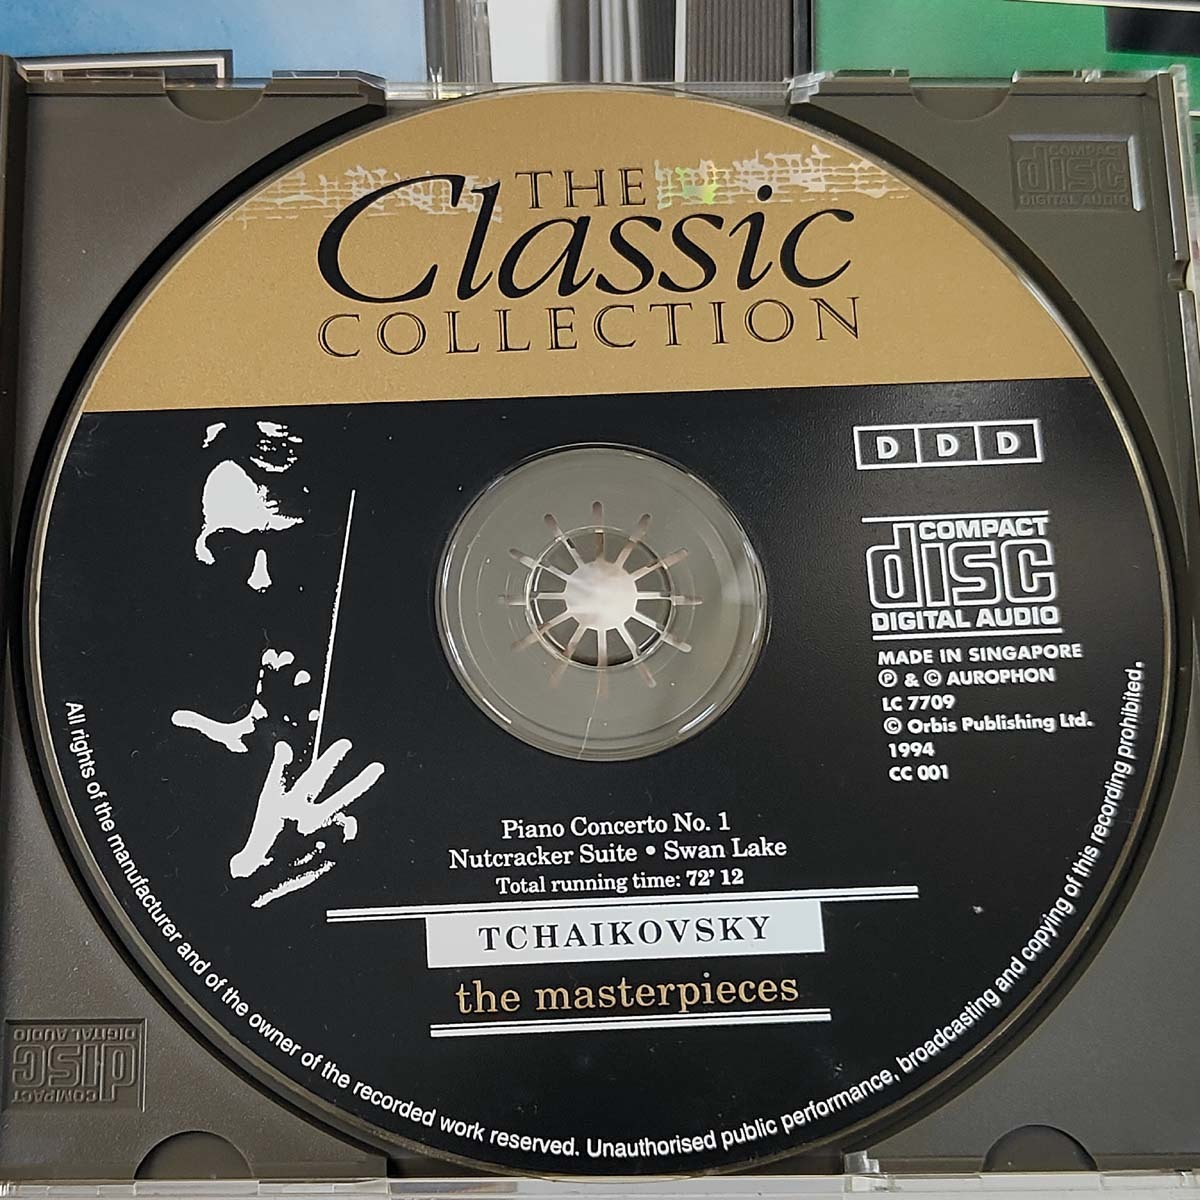 THE
Classic
COLLECTION
COMPACT
disc
DIGITAL AUDIO
D D D
COMPACT
disc
DIGITAL AUDIO
MADE IN SINGAPORE
℗ & © AUROPHON
LC 7709
© Orbis Publishing Ltd.
1994
CC 001
Piano Concerto No. 1
Nutcracker Suite • Swan Lake
Total running time: 72' 12
TCHAIKOVSKY
the masterpieces
All rights of the manufacturer and of the owner of the recorded work reserved. Unauthorised public performance, broadcasting and copying of this recording prohibited.
COMPACT
disc
DIGITAL AUDIO